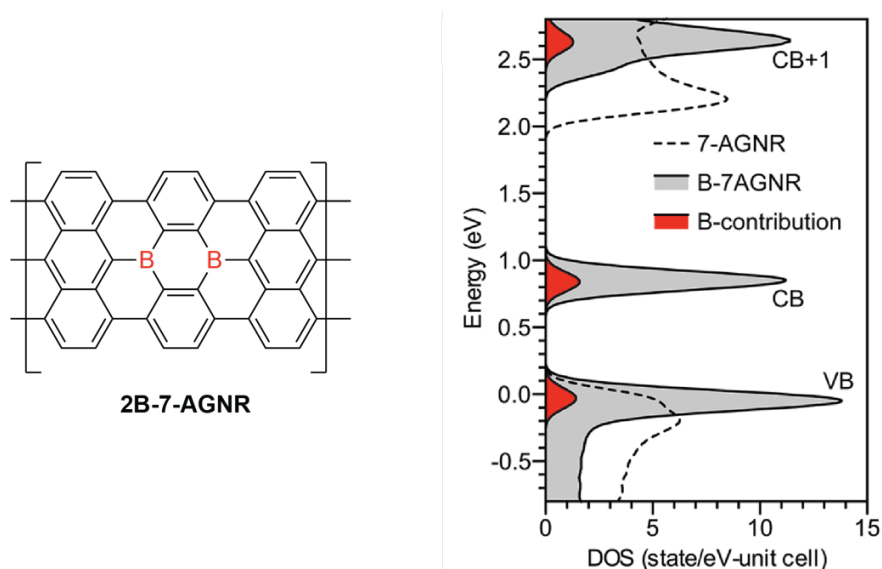 B B
2B-7-AGNR
Energy (eV)
2.5
2.0
1.5
1.0
0.5
0.0
-0.5
CB+1
7-AGNR
B-7AGNR
B-contribution
CB
VB
0 5 10 15
DOS (state/eV-unit cell)